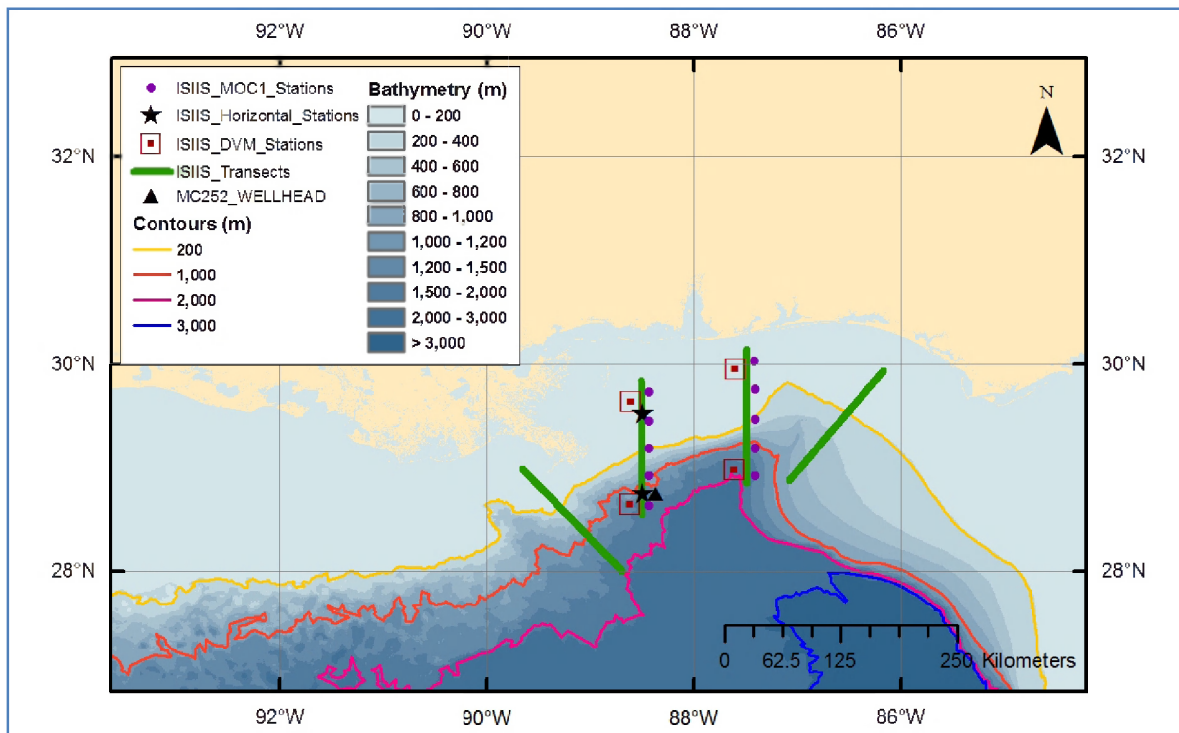 92°W 90°W 88°W 86°W
ISIIS_MOC1_Stations
ISIIS_Horizontal_Stations
ISIIS_DVM_Stations
ISIIS_Transects
MC252_WELLHEAD
Contours (m)
200
1,000
2,000
3,000
Bathymetry (m)
0 - 200
200 - 400
400 - 600
600 - 800
800 - 1,000
1,000 - 1,200
1,200 - 1,500
1,500 - 2,000
2,000 - 3,000
> 3,000
N
32°N 32°N
30°N 30°N
28°N 28°N
0 62.5 125 250 Kilometers
92°W 90°W 88°W 86°W